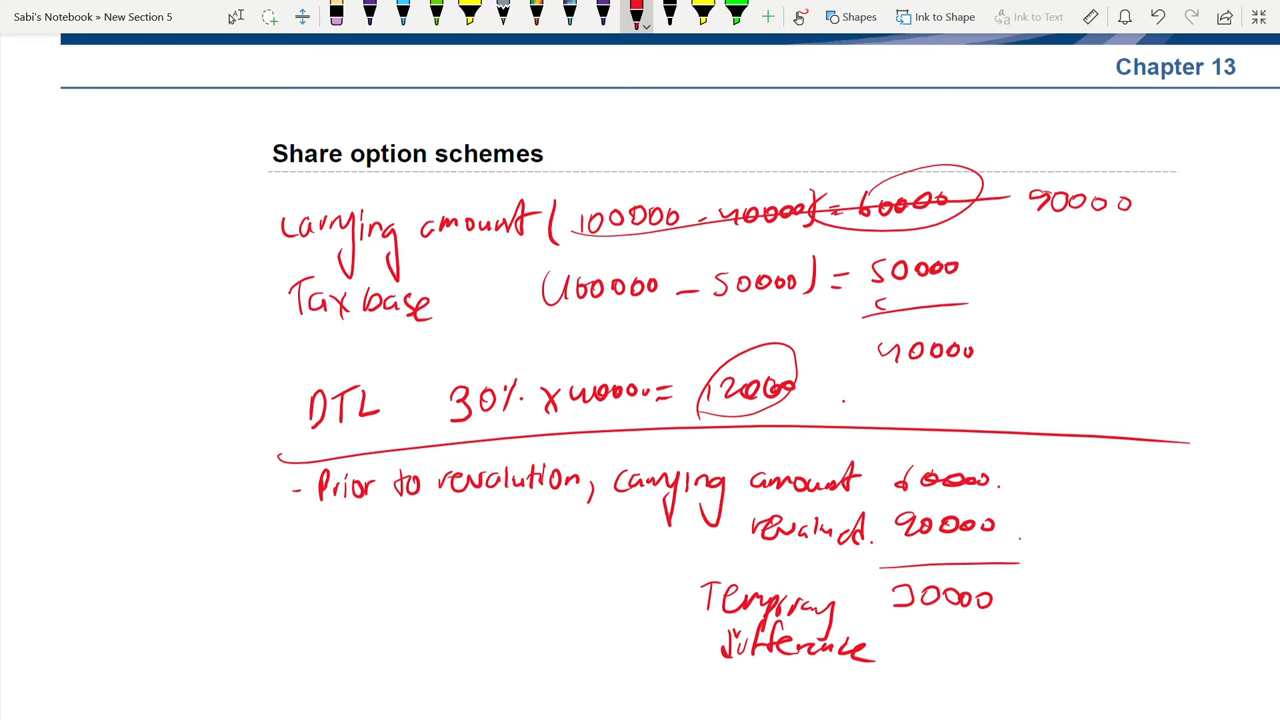 Sabi's Notebook » New Section 5
Shapes
Ink to Shape
Ink to Text
Chapter 13
Share option schemes
Carrying amount (100000 - 40000) = 60000 90000
Tax base (100000 - 50000) = 50000
40000
DTL 30% x 40000 = 12000
- Prior to revalution, carrying amount 60000.
revalued. 90000
Temporary 30000
difference